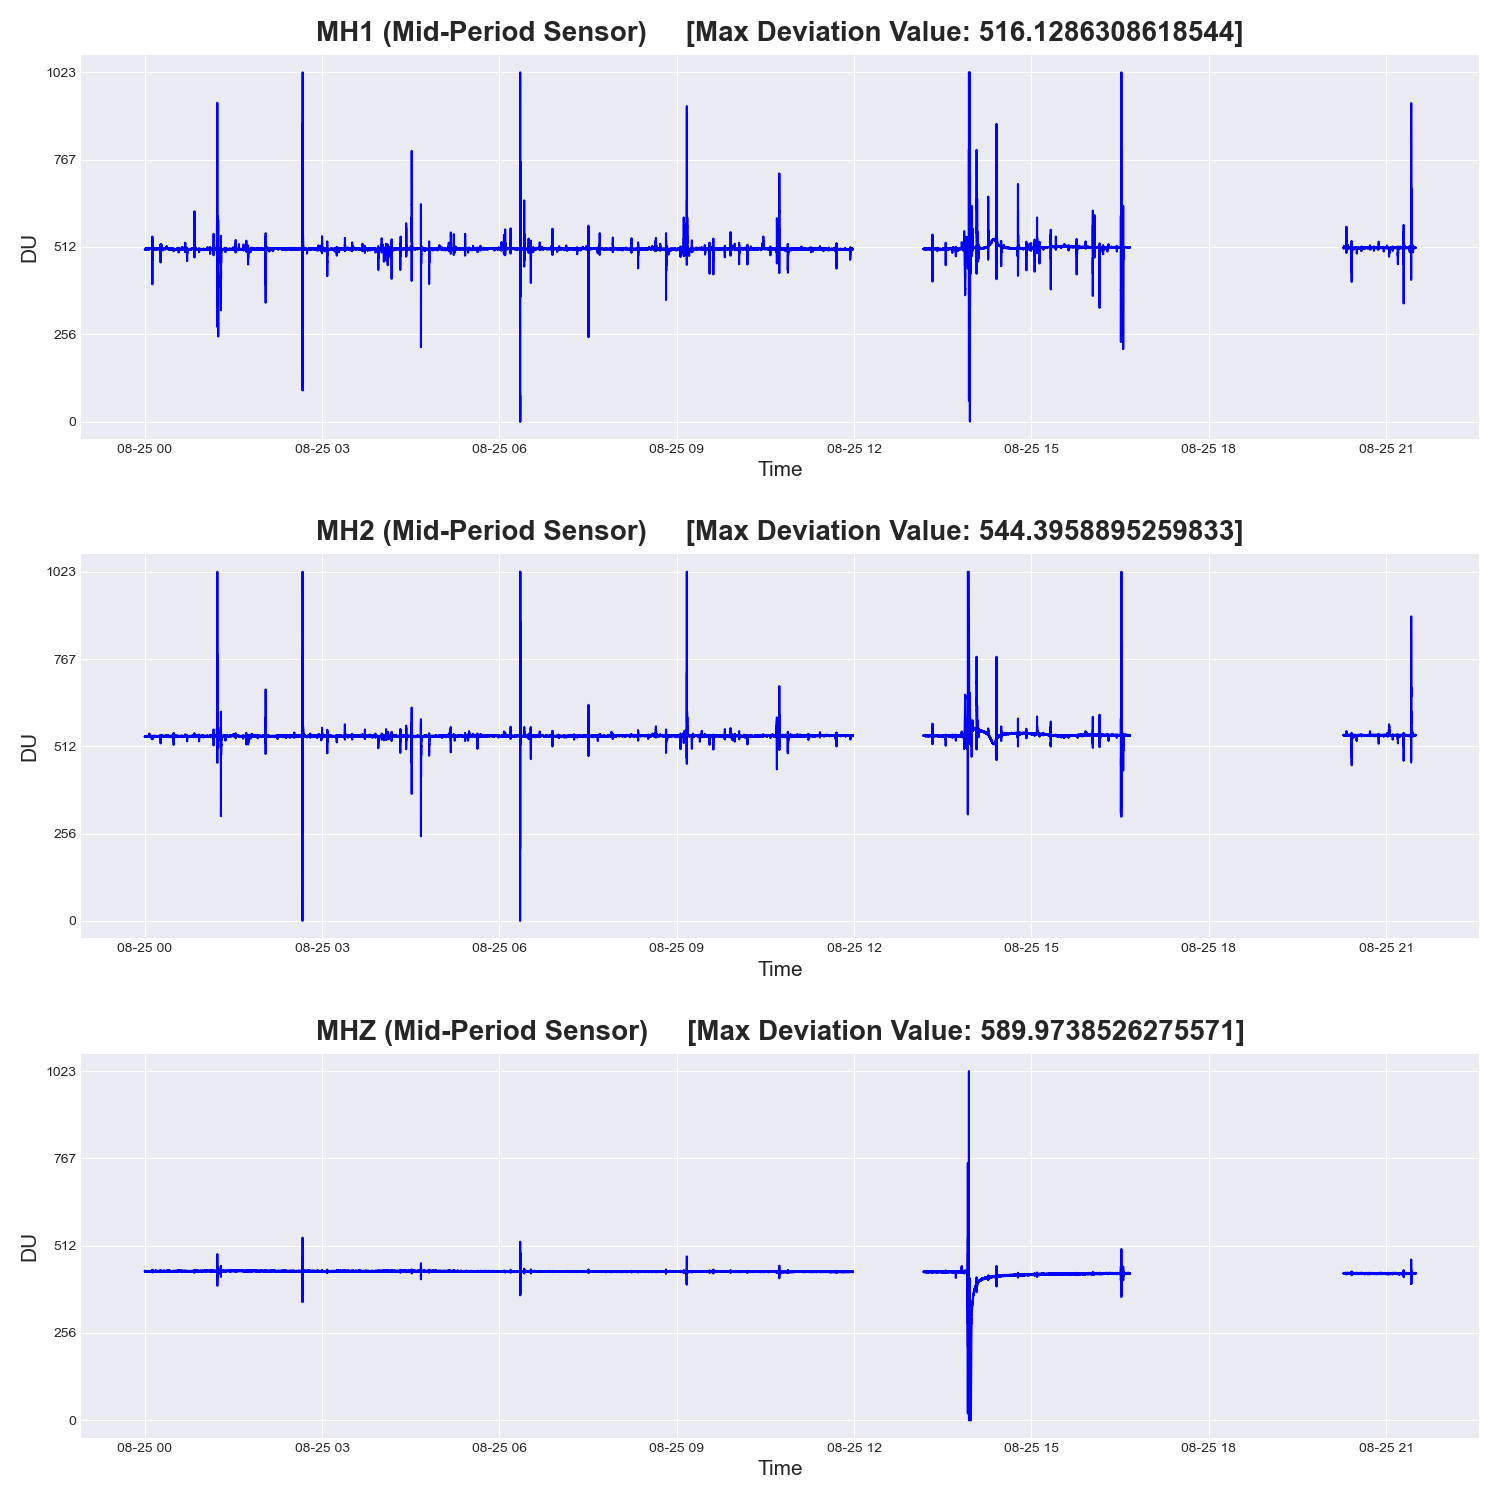 MH1 (Mid-Period Sensor) [Max Deviation Value: 516.1286308618544]
1023
767
512
256
0
DU
08-25 00 08-25 03 08-25 06 08-25 09 08-25 12 08-25 15 08-25 18 08-25 21
Time
MH2 (Mid-Period Sensor) [Max Deviation Value: 544.3958895259833]
1023
767
512
256
0
DU
08-25 00 08-25 03 08-25 06 08-25 09 08-25 12 08-25 15 08-25 18 08-25 21
Time
MHZ (Mid-Period Sensor) [Max Deviation Value: 589.9738526275571]
1023
767
512
256
0
DU
08-25 00 08-25 03 08-25 06 08-25 09 08-25 12 08-25 15 08-25 18 08-25 21
Time